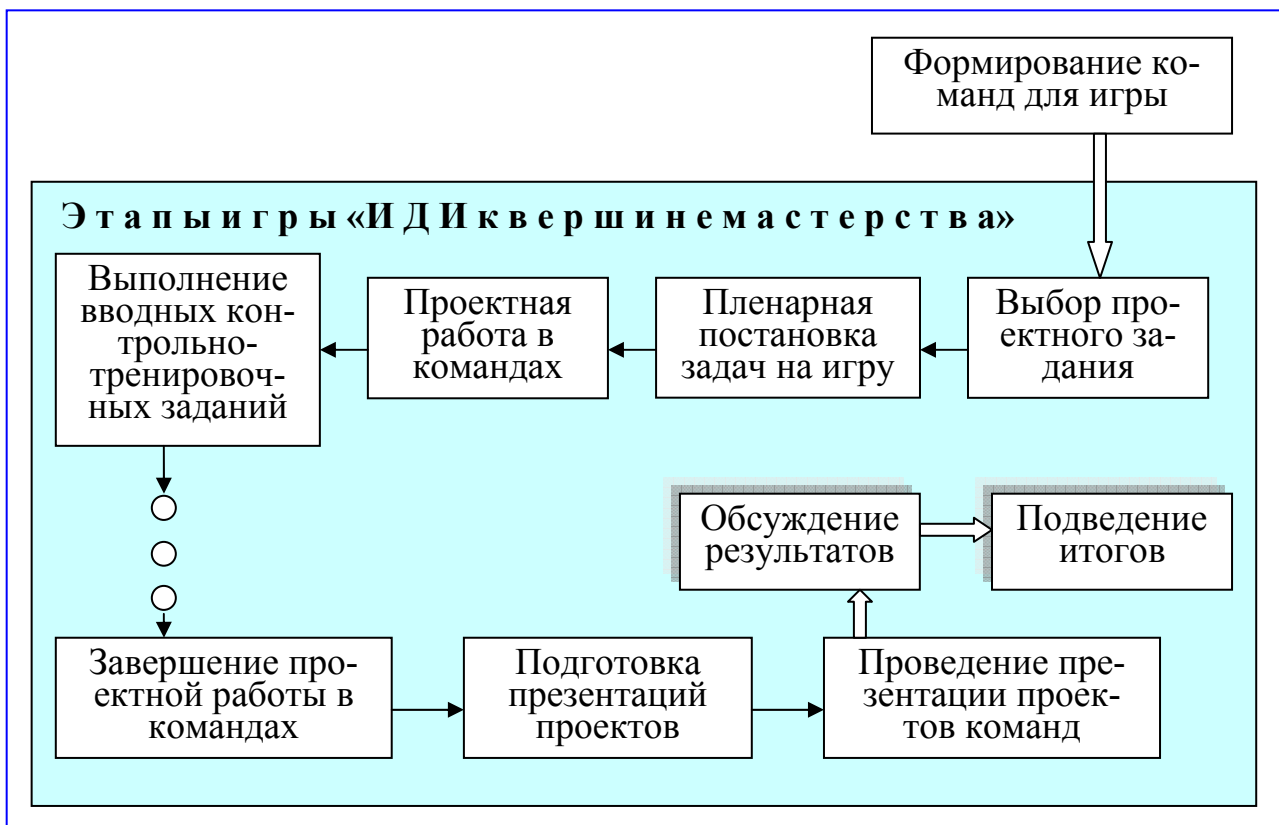 Формирование ко-
манд для игры
Э т а п ы и г р ы «И Д И к в е р ш и н е м а с т е р с т в а»
Выбор про-
ектного за-
дания
Пленарная
постановка
задач на игру
Проектная
работа в
командах
Выполнение
вводных кон-
трольно-
тренировоч-
ных заданий
Завершение про-
ектной работы в
командах
Подготовка
презентаций
проектов
Проведение пре-
зентации проек-
тов команд
Обсуждение
результатов
Подведение
итогов